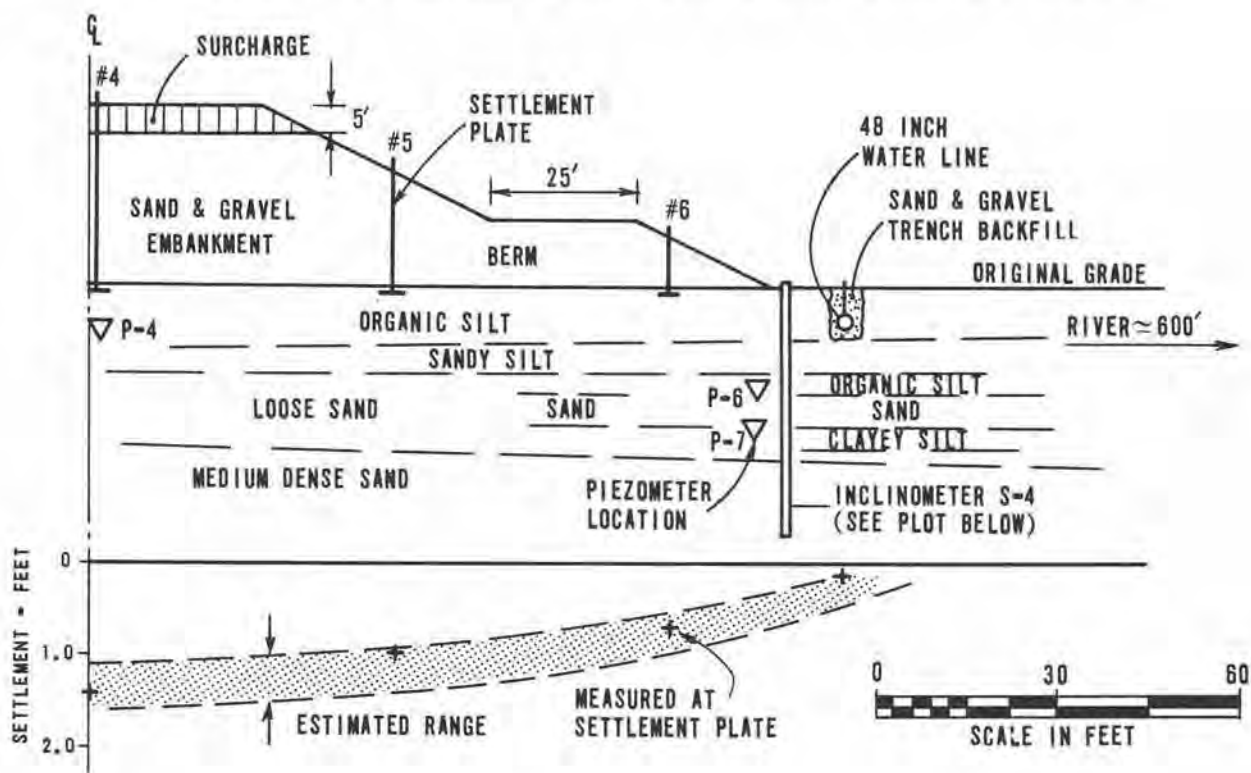 ℄
SURCHARGE
#4
5'
SETTLEMENT
PLATE
#5
48 INCH
WATER LINE
25'
SAND & GRAVEL
EMBANKMENT
#6
SAND & GRAVEL
TRENCH BACKFILL
BERM
ORIGINAL GRADE
P-4
ORGANIC SILT
RIVER≃600'
SANDY SILT
P-6
ORGANIC SILT
LOOSE SAND
SAND
SAND
P-7
CLAYEY SILT
MEDIUM DENSE SAND
PIEZOMETER
LOCATION
INCLINOMETER S-4
(SEE PLOT BELOW)
SETTLEMENT - FEET
0
1.0
2.0
ESTIMATED RANGE
MEASURED AT
SETTLEMENT PLATE
0 30 60
SCALE IN FEET